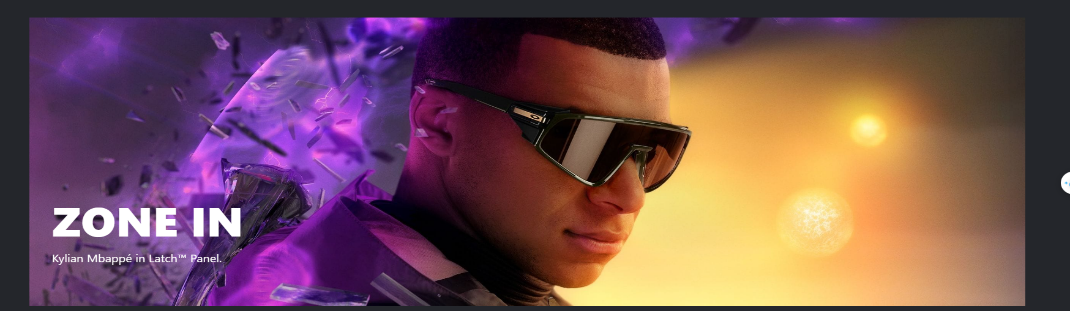 ZONE IN
Kylian Mbappé in Latch™ Panel.